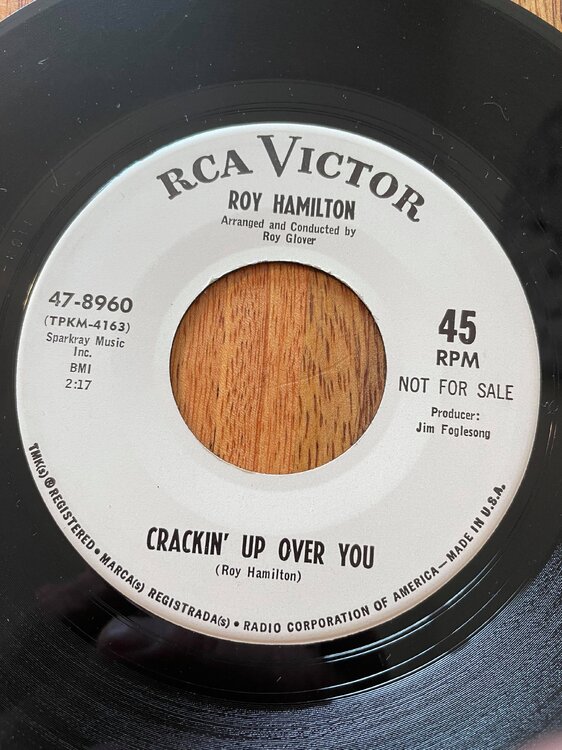 RCA VICTOR
ROY HAMILTON
Arranged and Conducted by
Roy Glover
47-8960
(TPKM-4163)
Sparkray Music
Inc.
BMI
2:17
45
RPM
NOT FOR SALE
Producer:
Jim Foglesong
CRACKIN' UP OVER YOU
(Roy Hamilton)
TMK(s) ® REGISTERED • MARCA(s) REGISTRADA(s) • RADIO CORPORATION OF AMERICA—MADE IN U.S.A.